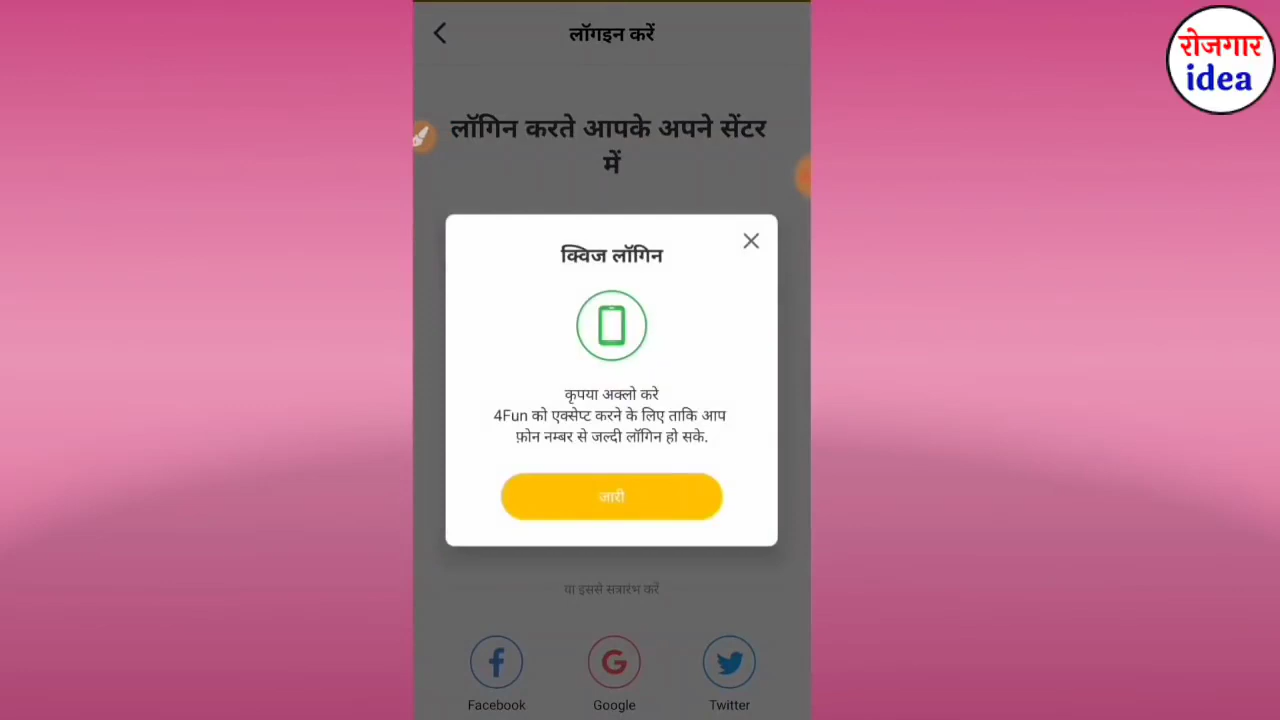 रोजगार
idea
लॉगइन करें
लॉगिन करते आपके अपने सेंटर
में
क्विज लॉगिन
कृपया अक्लो करे
4Fun को एक्सेप्ट करने के लिए ताकि आप
फ़ोन नम्बर से जल्दी लॉगिन हो सके.
जारी
या इससे सत्रारंभ करें
Facebook
Google
Twitter